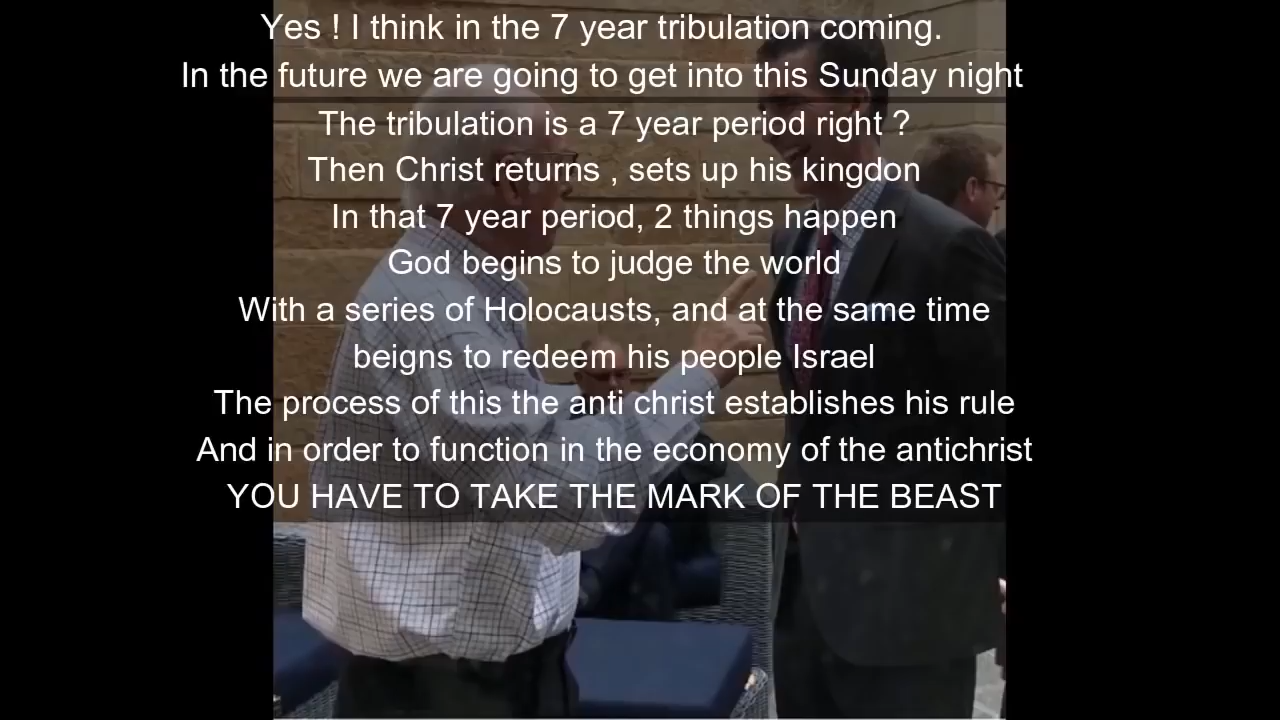 Yes ! I think in the 7 year tribulation coming.
In the future we are going to get into this Sunday night
The tribulation is a 7 year period right ?
Then Christ returns , sets up his kingdon
In that 7 year period, 2 things happen
God begins to judge the world
With a series of Holocausts, and at the same time
beigns to redeem his people Israel
The process of this the anti christ establishes his rule
And in order to function in the economy of the antichrist
YOU HAVE TO TAKE THE MARK OF THE BEAST